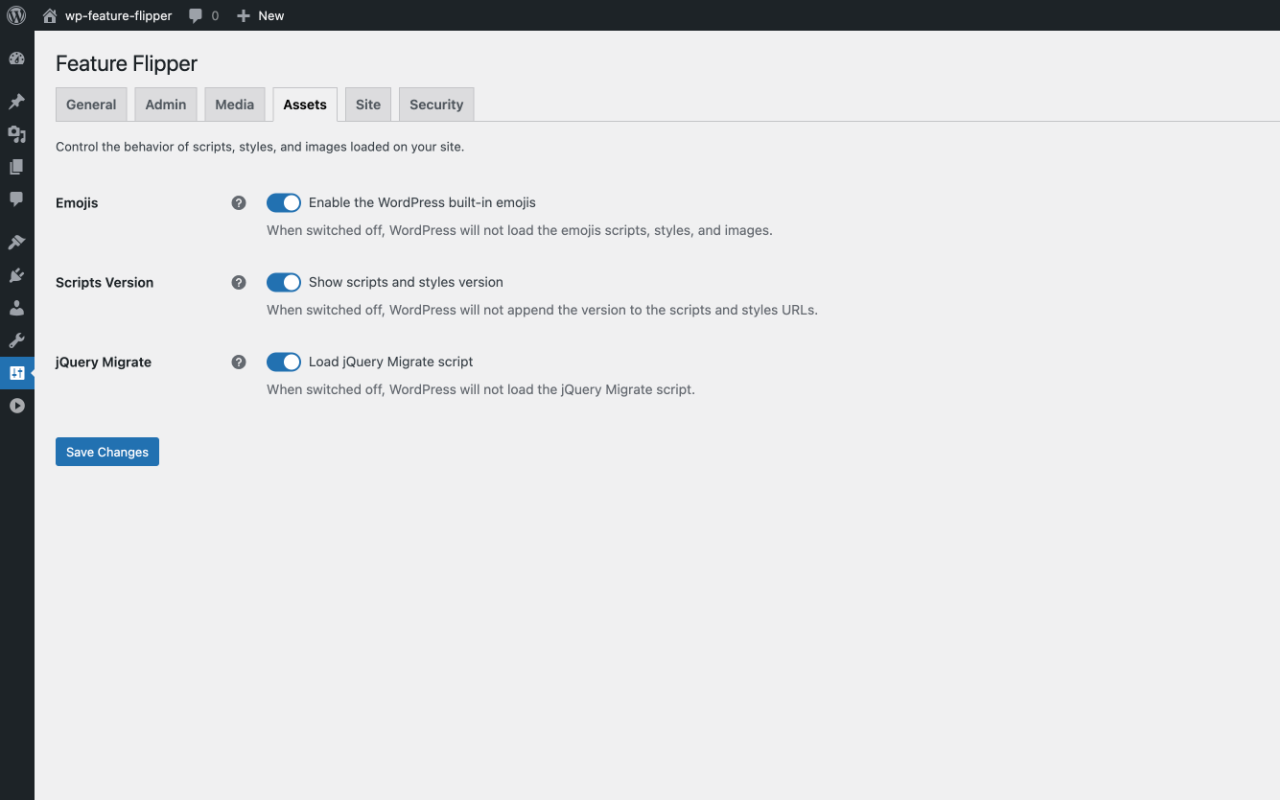 wp-feature-flipper 0 New
Feature Flipper
General Admin Media Assets Site Security
Control the behavior of scripts, styles, and images loaded on your site.
Emojis ? Enable the WordPress built-in emojis
When switched off, WordPress will not load the emojis scripts, styles, and images.
Scripts Version ? Show scripts and styles version
When switched off, WordPress will not append the version to the scripts and styles URLs.
jQuery Migrate ? Load jQuery Migrate script
When switched off, WordPress will not load the jQuery Migrate script.
Save Changes